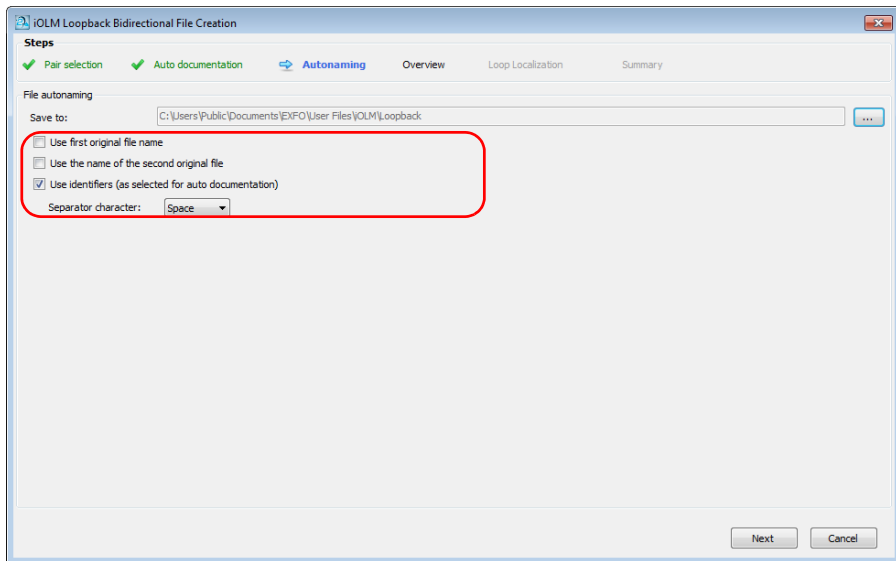 iOLM Loopback Bidirectional File Creation
Steps
Pair selection Auto documentation Autonaming Overview Loop Localization Summary
File autonaming
Save to: C:\Users\Public\Documents\EXFO\User Files\iOLM\Loopback ...
Use first original file name
Use the name of the second original file
Use identifiers (as selected for auto documentation)
Separator character: Space
Next Cancel